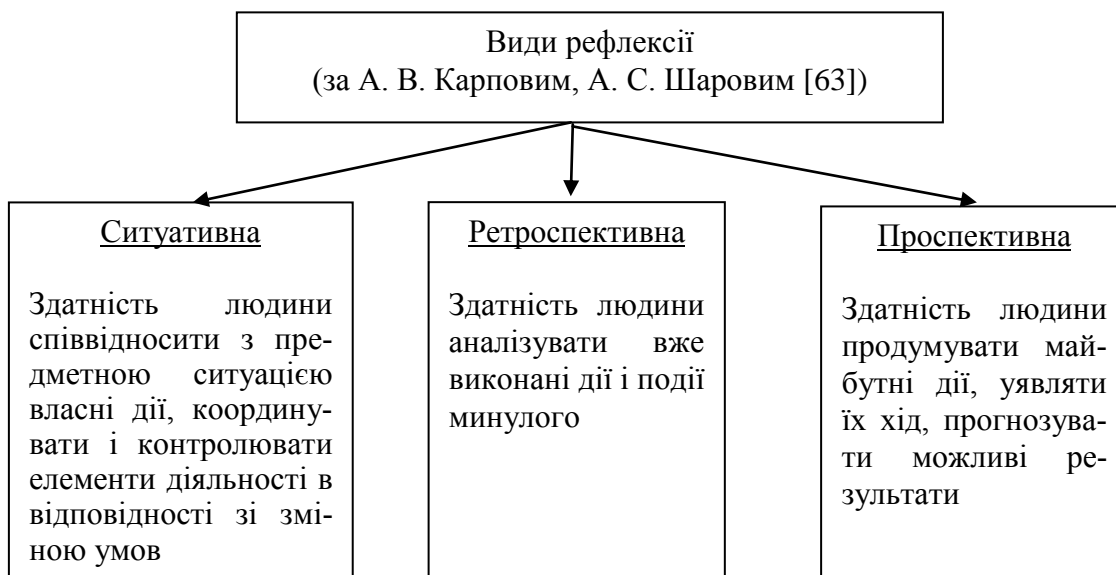 Види рефлексії
(за А. В. Карповим, А. С. Шаровим [63])
Ситуативна
Здатність людини
співвідносити з пре-
дметною ситуацією
власні дії, координу-
вати і контролювати
елементи діяльності в
відповідності зі змі-
ною умов
Ретроспективна
Здатність людини
аналізувати вже
виконані дії і події
минулого
Проспективна
Здатність людини
продумувати май-
бутні дії, уявляти
їх хід, прогнозува-
ти можливі ре-
зультати